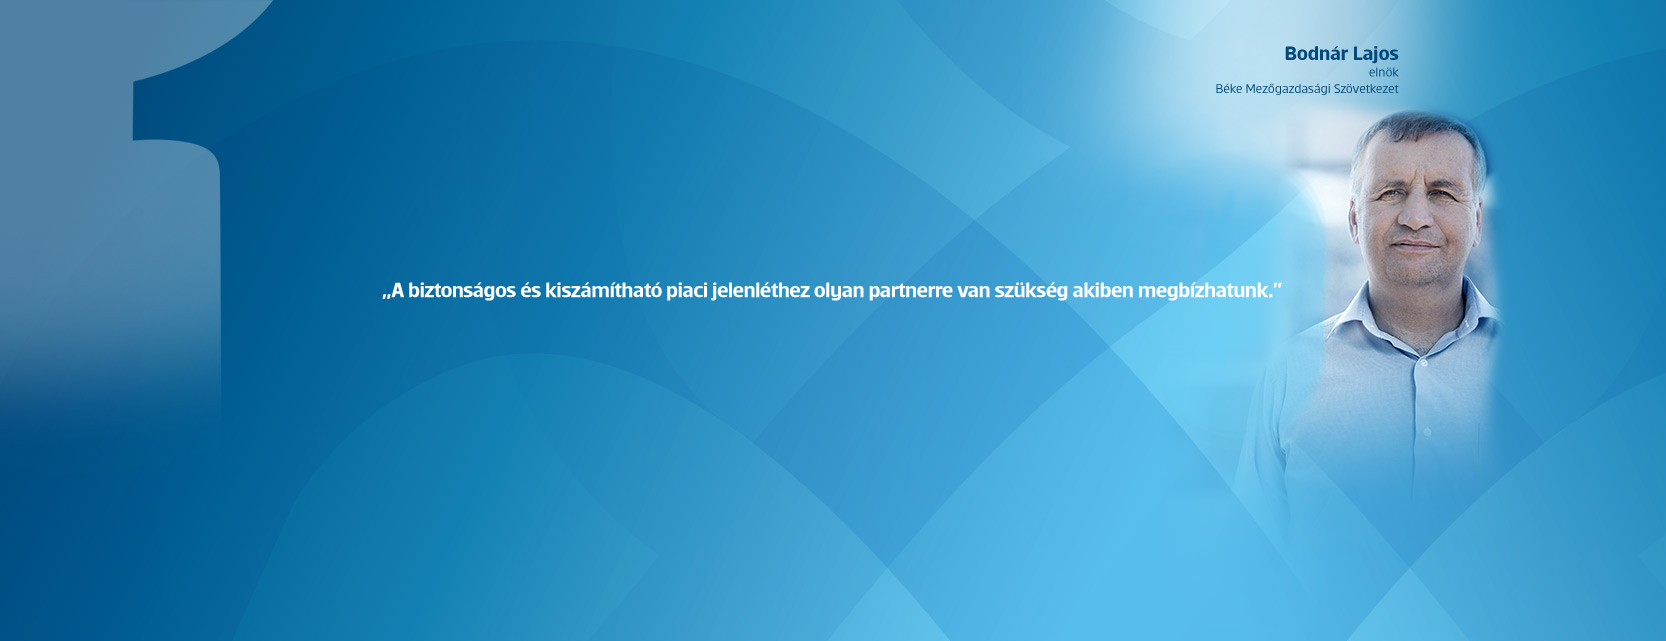 Bodnár Lajos
elnök
Béke Mezőgazdasági Szövetkezet
„A biztonságos és kiszámítható piaci jelenléthez olyan partnerre van szükség akiben megbízhatunk.”